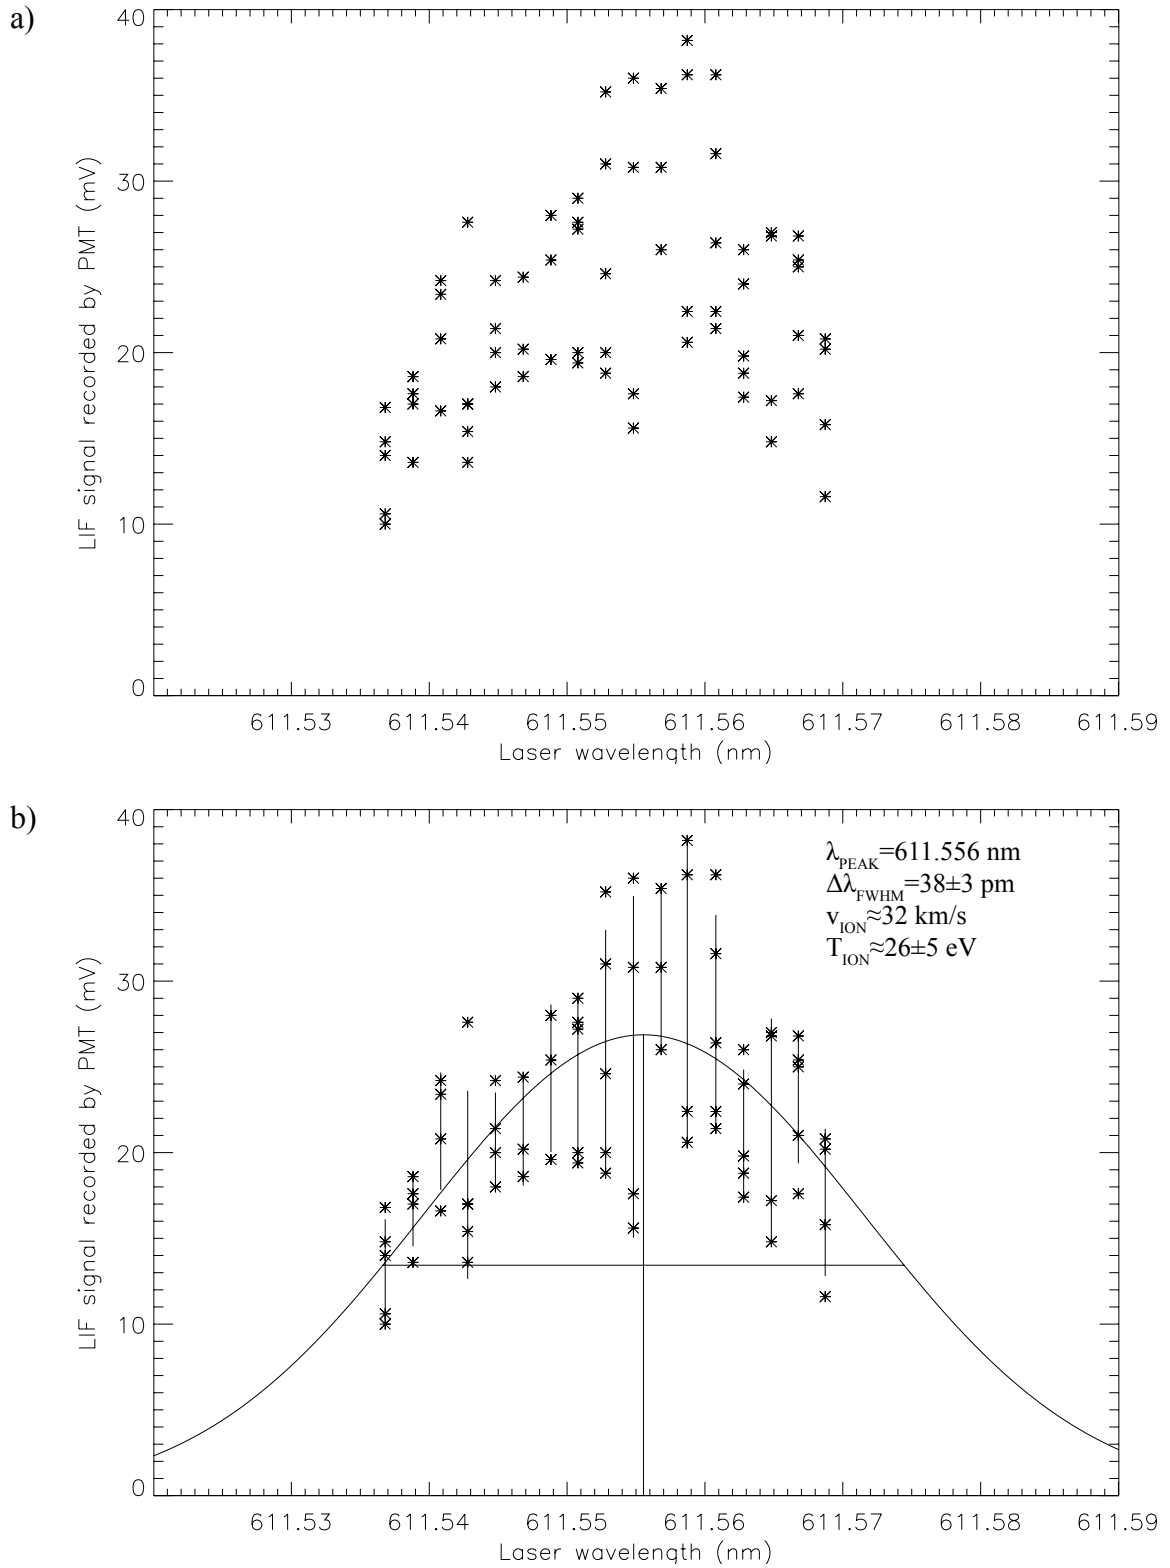 a)
40
30
20
10
0
LIF signal recorded by PMT (mV)
611.53 611.54 611.55 611.56 611.57 611.58 611.59
Laser wavelength (nm)
b)
40
30
20
10
0
LIF signal recorded by PMT (mV)
λPEAK=611.556 nm
ΔλFWHM=38±3 pm
vION≈32 km/s
TION≈26±5 eV
611.53 611.54 611.55 611.56 611.57 611.58 611.59
Laser wavelength (nm)